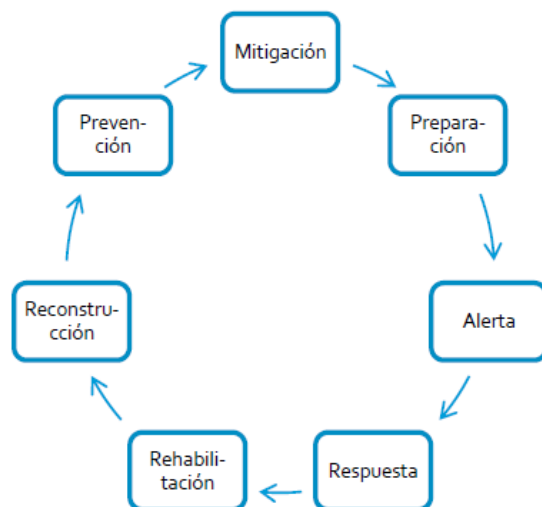 Mitigación
Prepara-
ción
Alerta
Respuesta
Rehabili-
tación
Reconstru-
cción
Preven-
ción